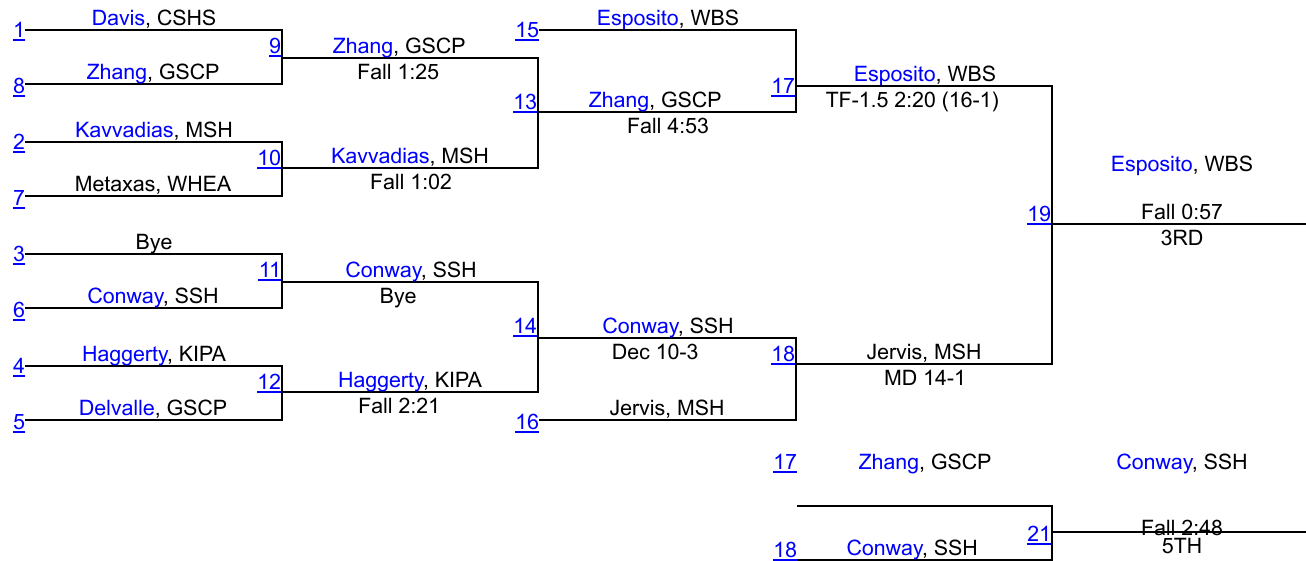 1 Davis, CSHS
8 Zhang, GSCP
2 Kavvadias, MSH
7 Metaxas, WHEA
3 Bye
6 Conway, SSH
4 Haggerty, KIPA
5 Delvalle, GSCP
9 Zhang, GSCP
Fall 1:25
10 Kavvadias, MSH
Fall 1:02
11 Conway, SSH
Bye
12 Haggerty, KIPA
Fall 2:21
15 Esposito, WBS
13 Zhang, GSCP
Fall 4:53
14 Conway, SSH
Dec 10-3
16 Jervis, MSH
17 Esposito, WBS
TF-1.5 2:20 (16-1)
18 Jervis, MSH
MD 14-1
19 Esposito, WBS
Fall 0:57
3RD
17 Zhang, GSCP
18 Conway, SSH
21 Conway, SSH
Fall 2:48
5TH